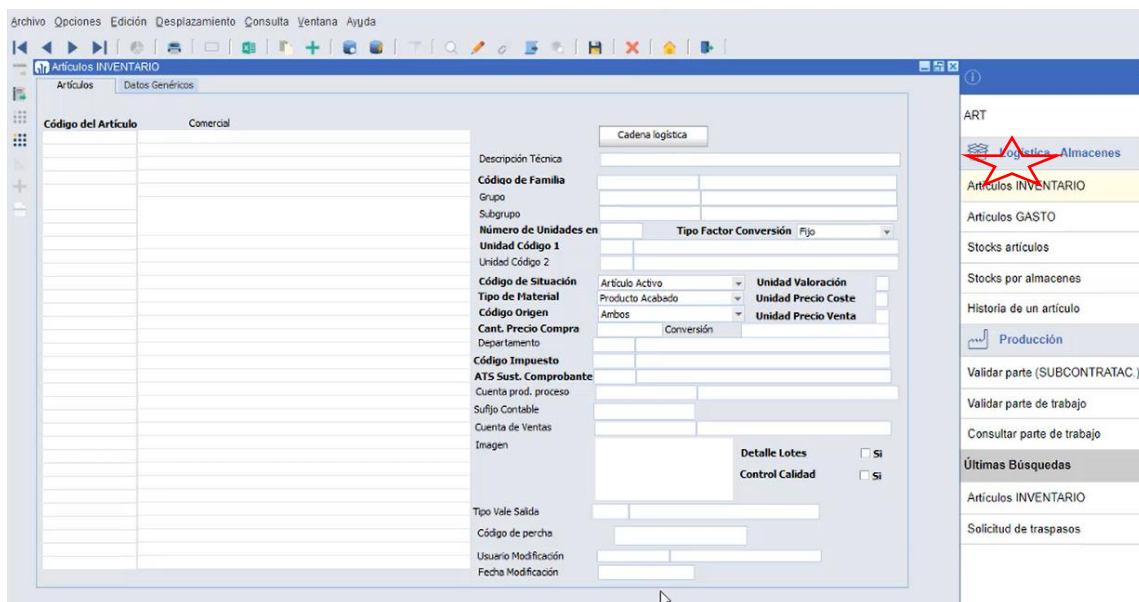 Archivo Opciones Edición Desplazamiento Consulta Ventana Ayuda
Artículos INVENTARIO
Artículos Datos Genéricos
Código del Artículo Comercial
Cadena logística
Descripción Técnica
Código de Familia
Grupo
Subgrupo
Número de Unidades en Tipo Factor Conversión Fijo
Unidad Código 1
Unidad Código 2
Código de Situación Artículo Activo Unidad Valoración
Tipo de Material Producto Acabado Unidad Precio Coste
Código Origen Ambos Unidad Precio Venta
Cant. Precio Compra Conversión
Departamento
Código Impuesto
ATS Sust. Comprobante
Cuenta prod. proceso
Sufijo Contable
Cuenta de Ventas
Imagen
Detalle Lotes Si
Control Calidad Si
Tipo Vale Salida
Código de percha
Usuario Modificación
Fecha Modificación
ART
Logística - Almacenes
Artículos INVENTARIO
Artículos GASTO
Stocks artículos
Stocks por almacenes
Historia de un artículo
Producción
Validar parte (SUBCONTRATAC.)
Validar parte de trabajo
Consultar parte de trabajo
Últimas Búsquedas
Artículos INVENTARIO
Solicitud de traspasos